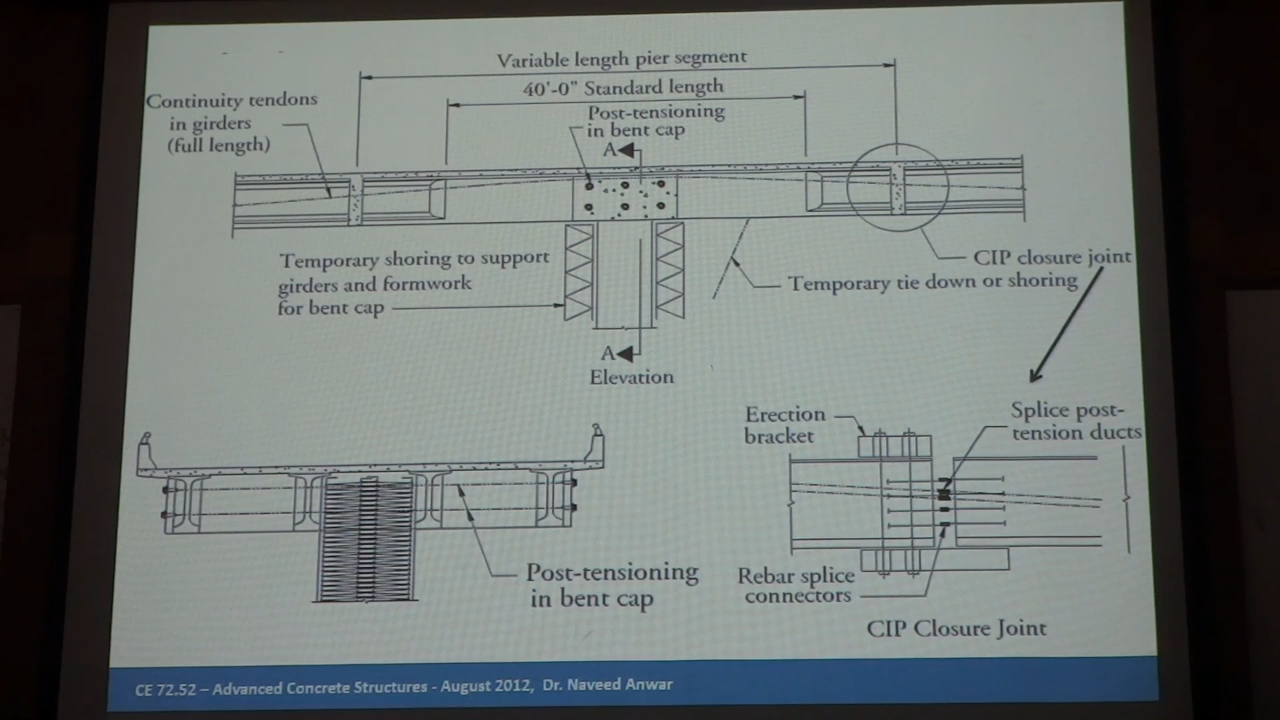 Variable length pier segment
40'-0" Standard length
Continuity tendons
in girders
(full length)
Post-tensioning
in bent cap
A
Temporary shoring to support
girders and formwork
for bent cap
CIP closure joint
Temporary tie down or shoring
A
Elevation
Erection
bracket
Splice post-
tension ducts
Post-tensioning
in bent cap
Rebar splice
connectors
CIP Closure Joint
CE 72.52 – Advanced Concrete Structures - August 2012, Dr. Naveed Anwar